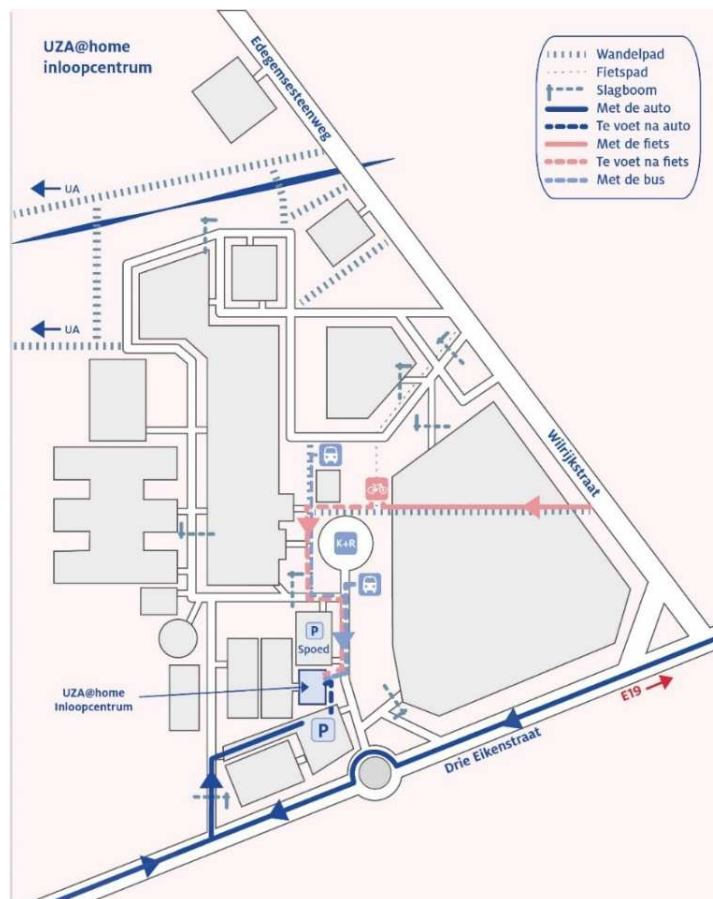 UZA@home
inloopcentrum
Edegemsesteenweg
Wandelpad
Fietspad
Slagboom
Met de auto
Te voet na auto
Met de fiets
Te voet na fiets
Met de bus
UA
UA
Wilrijkstraat
K+R
P
Spoed
UZA@home
Inloopcentrum
P
E19
Drie Eikenstraat